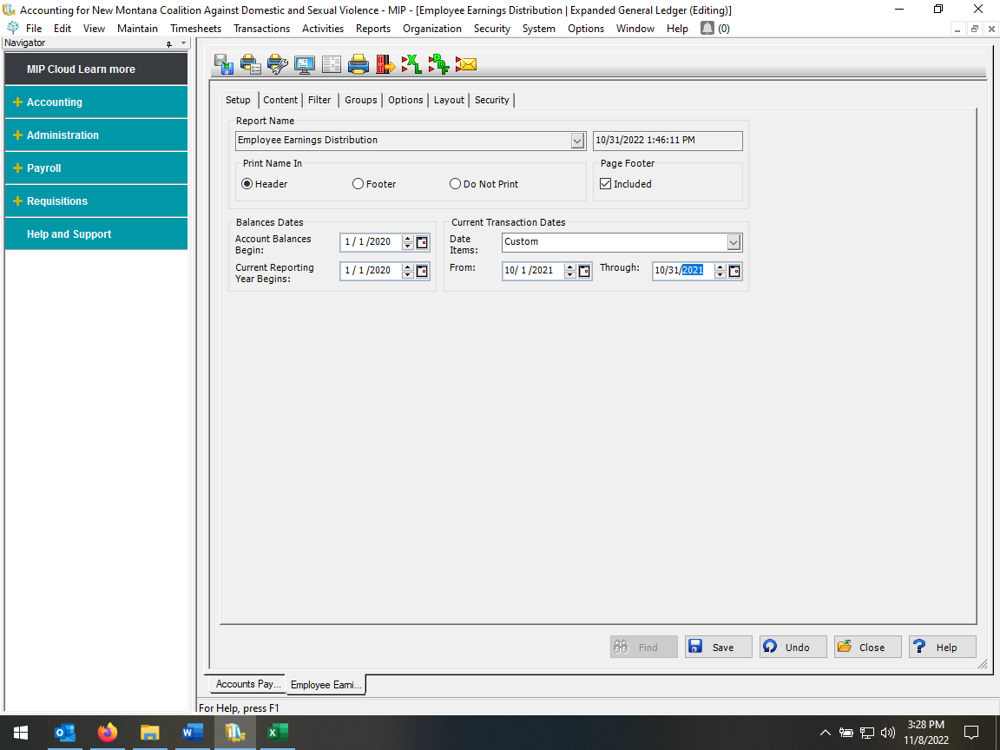 Accounting for New Montana Coalition Against Domestic and Sexual Violence - MIP - [Employee Earnings Distribution | Expanded General Ledger (Editing)]
File Edit View Maintain Timesheets Transactions Activities Reports Organization Security System Options Window Help (0)
Navigator
MIP Cloud Learn more
Accounting
Administration
Payroll
Requisitions
Help and Support
Setup Content Filter Groups Options Layout Security
Report Name
Employee Earnings Distribution 10/31/2022 1:46:11 PM
Print Name In Page Footer
Header Footer Do Not Print Included
Balances Dates Current Transaction Dates
Account Balances Begin: 1 / 1 /2020 Date Items: Custom
Current Reporting Year Begins: 1 / 1 /2020 From: 10/ 1 /2021 Through: 10/31/2021
Find Save Undo Close Help
Accounts Pay... Employee Earni...
For Help, press F1
3:28 PM
11/8/2022